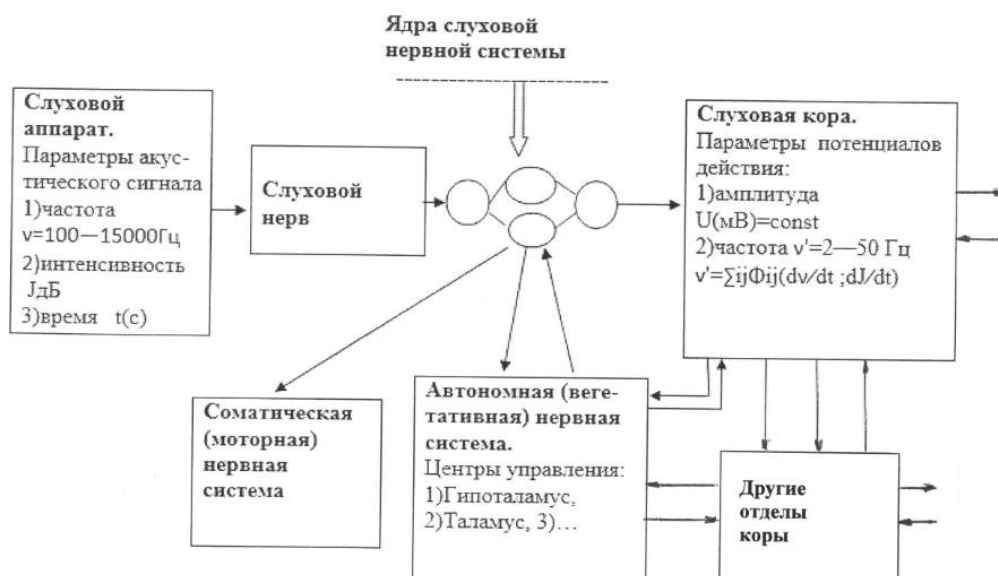 Ядра слуховой
нервной системы
Слуховой
аппарат.
Параметры акус-
тического сигнала
1)частота
ν=100—15000Гц
2)интенсивность
JдБ
3)время t(c)
Слуховой
нерв
Слуховая кора.
Параметры потенциалов
действия:
1)амплитуда
U(мВ)=const
2)частота ν'=2—50 Гц
ν'=∑ijФij(dν/dt ;dJ/dt)
Соматическая
(моторная)
нервная
система
Автономная (веге-
тативная) нервная
система.
Центры управления:
1)Гипоталамус,
2)Таламус, 3)…
Другие
отделы
коры